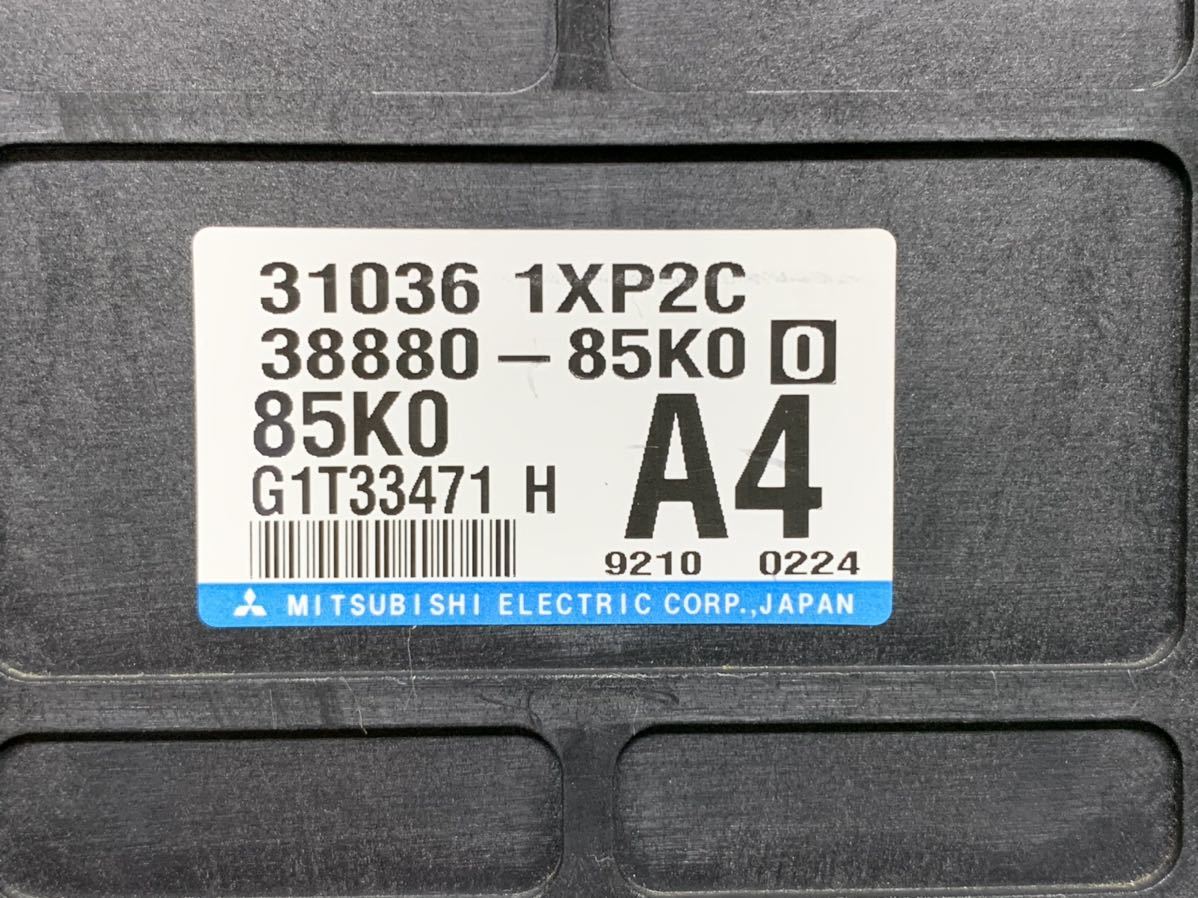 31036 1XP2C
38880-85K0 0
85K0
G1T33471 H
A4
9210 0224
MITSUBISHI ELECTRIC CORP.,JAPAN